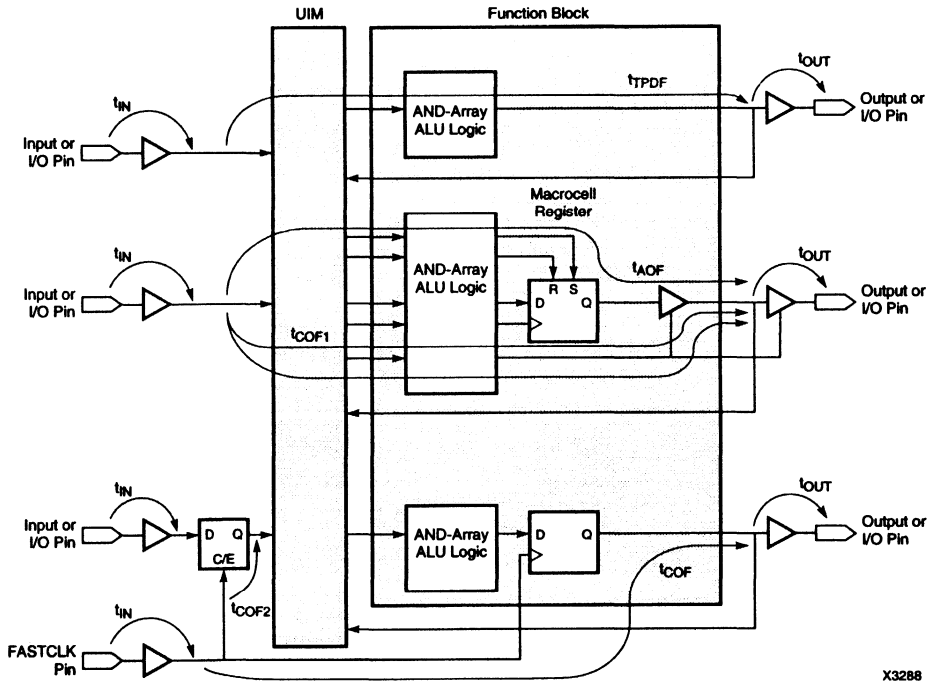 UIM
Function Block
tIN
Input or
I/O Pin
AND-Array
ALU Logic
tTPDF
tOUT
Output or
I/O Pin
Macrocell
Register
tIN
Input or
I/O Pin
tCOF1
AND-Array
ALU Logic
R S
D Q
tAOF
tOUT
Output or
I/O Pin
tIN
Input or
I/O Pin
D Q
C/E
tCOF2
AND-Array
ALU Logic
D Q
tCOF
tOUT
Output or
I/O Pin
tIN
FASTCLK
Pin
X3288